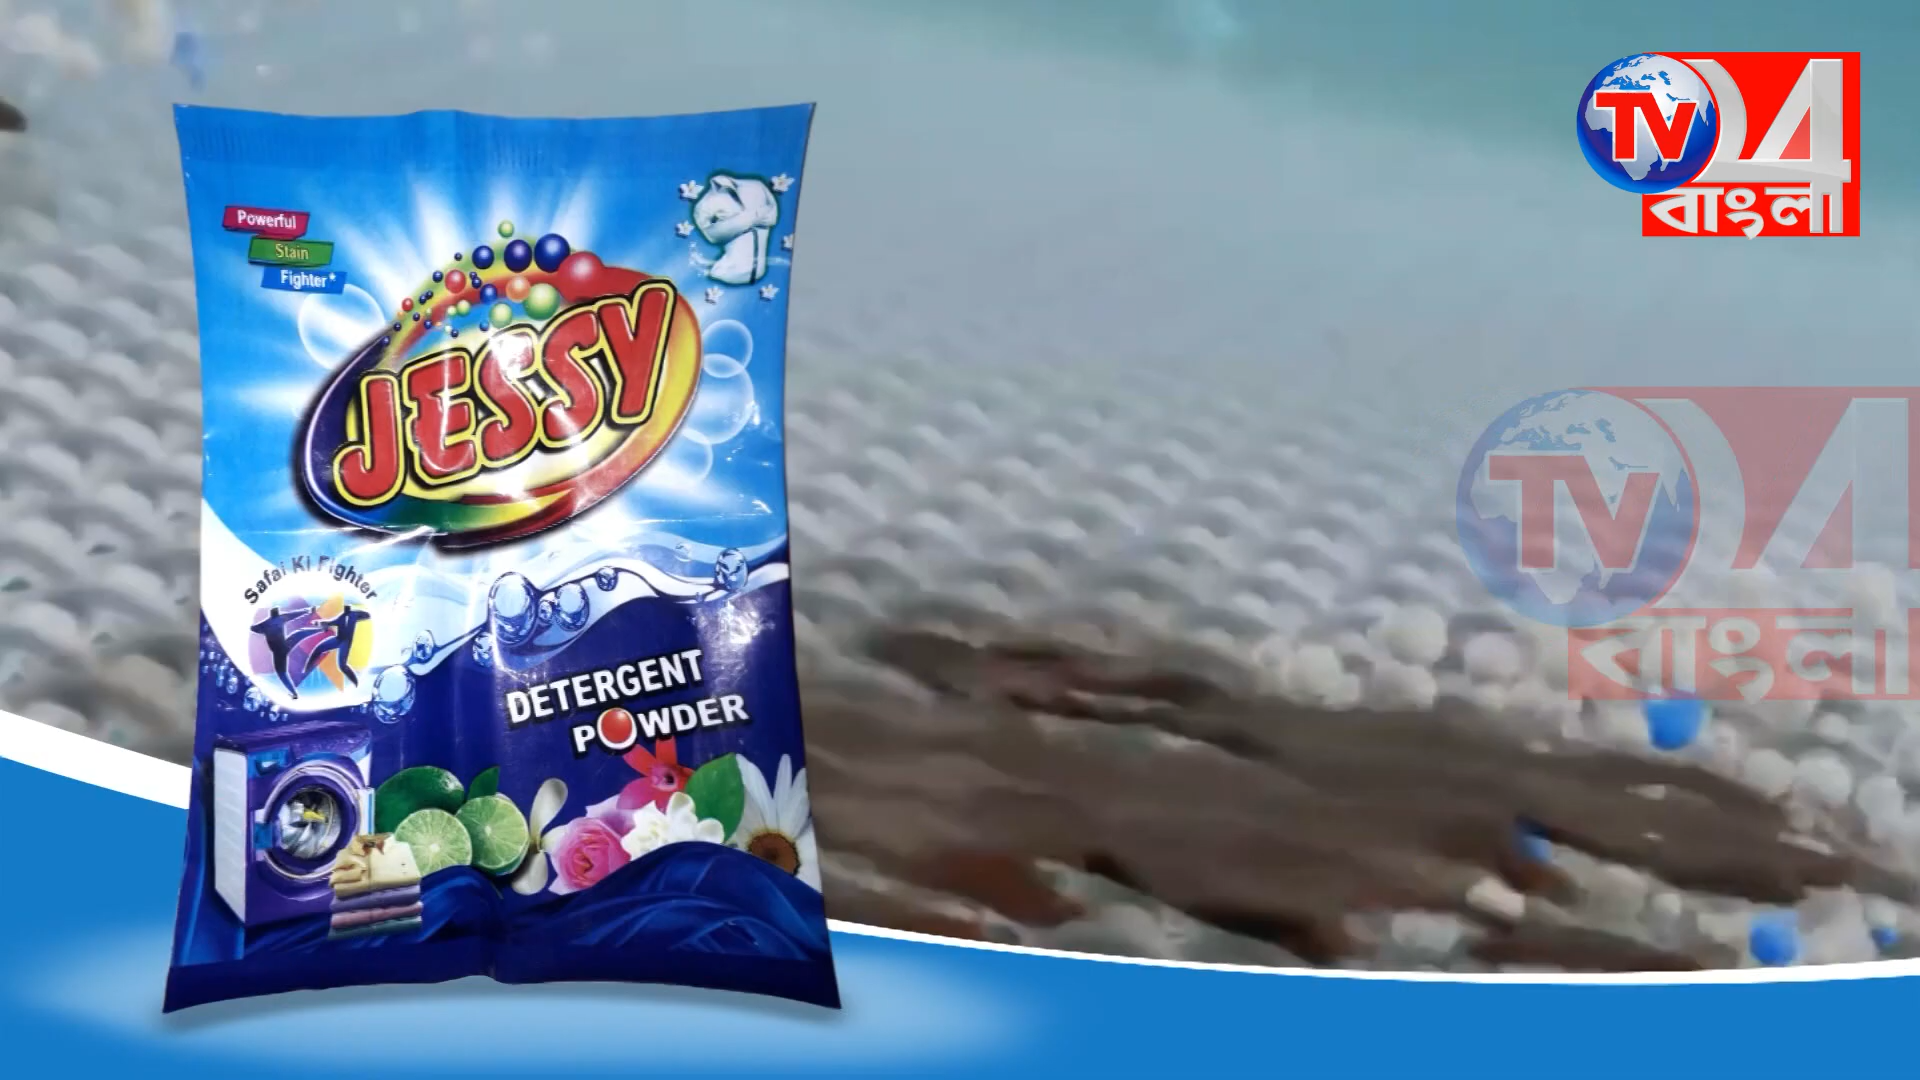 Powerful
Stain
Fighter*
JESSY
Safai Ki Fighter
DETERGENT
POWDER
TV 24
বাংলা
TV 24
বাংলা